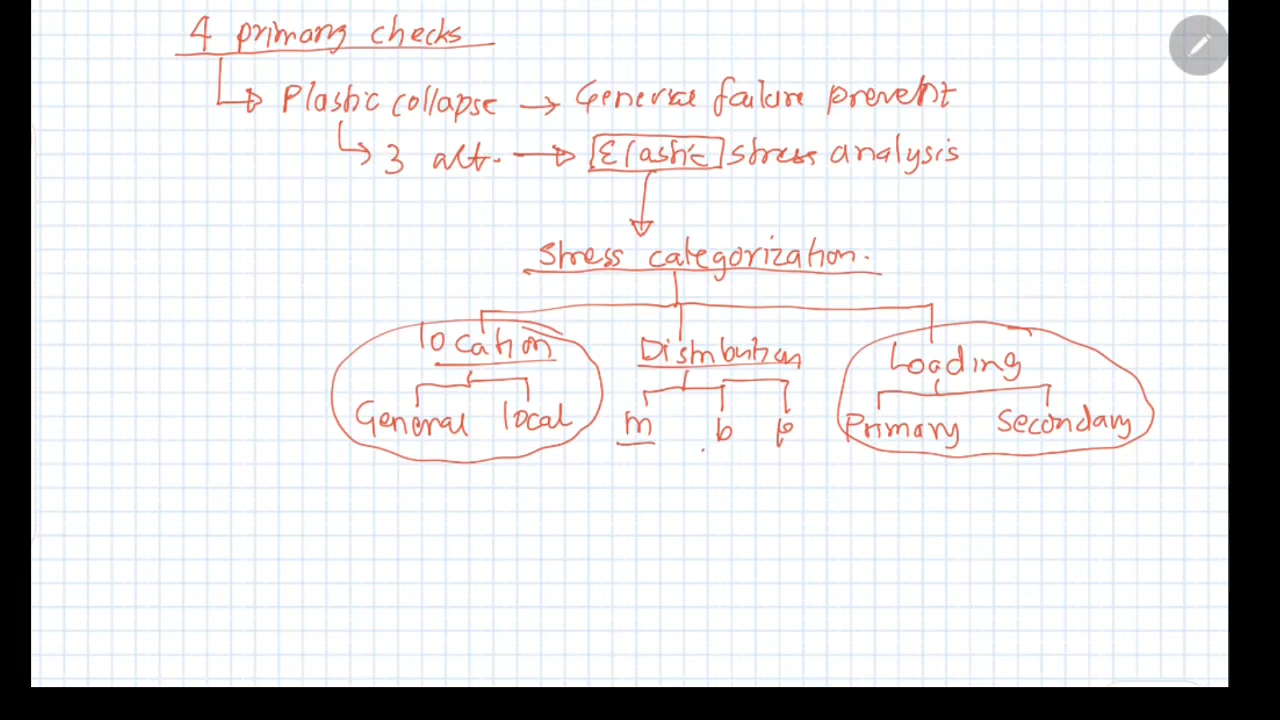 4 primary checks
Plastic collapse → General failure prevent
3 alt. → Elastic stress analysis
Stress categorization.
location Distribution Loading
General local m b p Primary Secondary